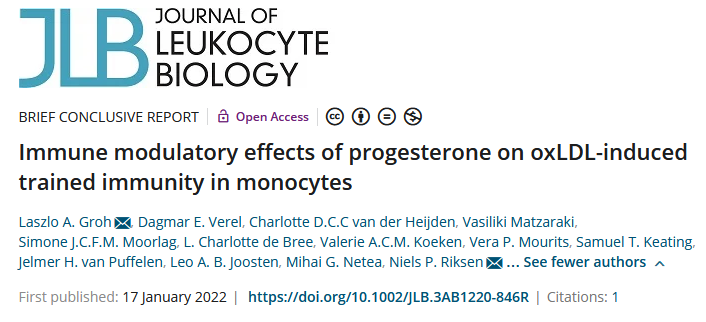 JLB JOURNAL OF
LEUKOCYTE
BIOLOGY
BRIEF CONCLUSIVE REPORT | Open Access | cc
Immune modulatory effects of progesterone on oxLDL-induced
trained immunity in monocytes
Laszlo A. Groh, Dagmar E. Verel, Charlotte D.C.C van der Heijden, Vasiliki Matzaraki,
Simone J.C.F.M. Moorlag, L. Charlotte de Bree, Valerie A.C.M. Koeken, Vera P. Mourits, Samuel T. Keating,
Jelmer H. van Puffelen, Leo A. B. Joosten, Mihai G. Netea, Niels P. Riksen ... See fewer authors
First published: 17 January 2022 | https://doi.org/10.1002/JLB.3AB1220-846R | Citations: 1